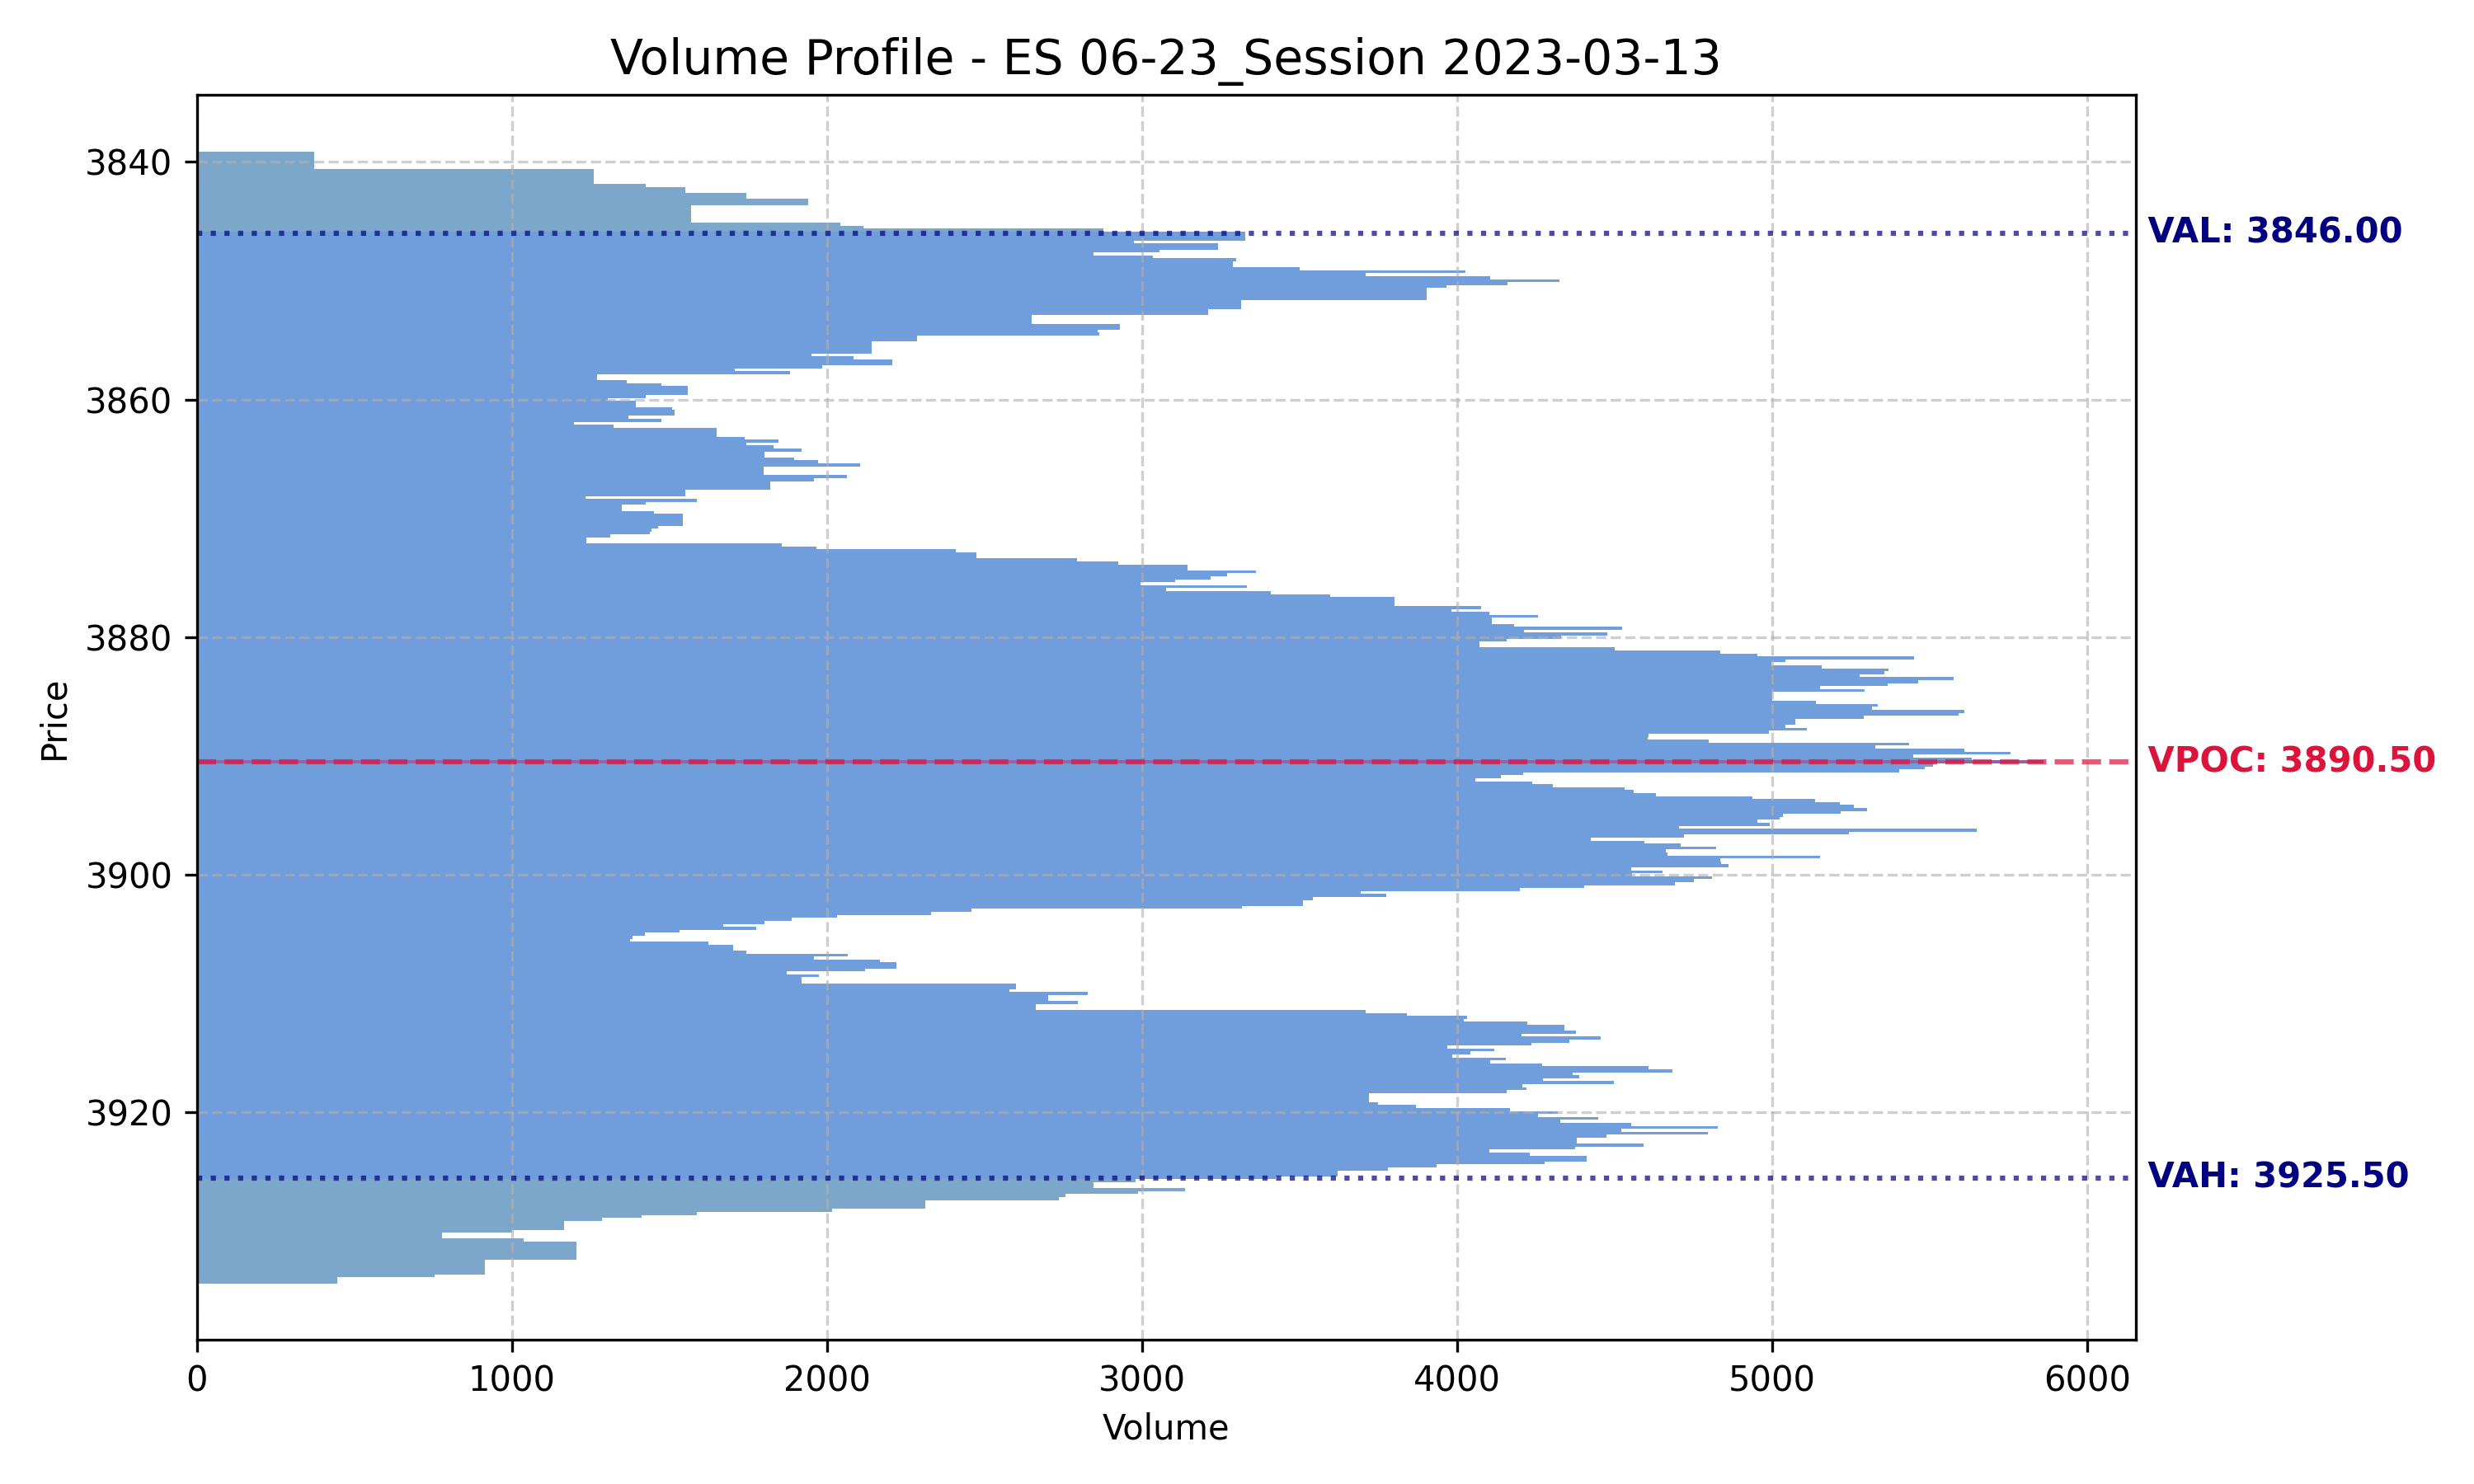 Volume Profile - ES 06-23_Session 2023-03-13
3840
VAL: 3846.00
3860
3880
Price
VPOC: 3890.50
3900
3920
VAH: 3925.50
0 1000 2000 3000 4000 5000 6000
Volume